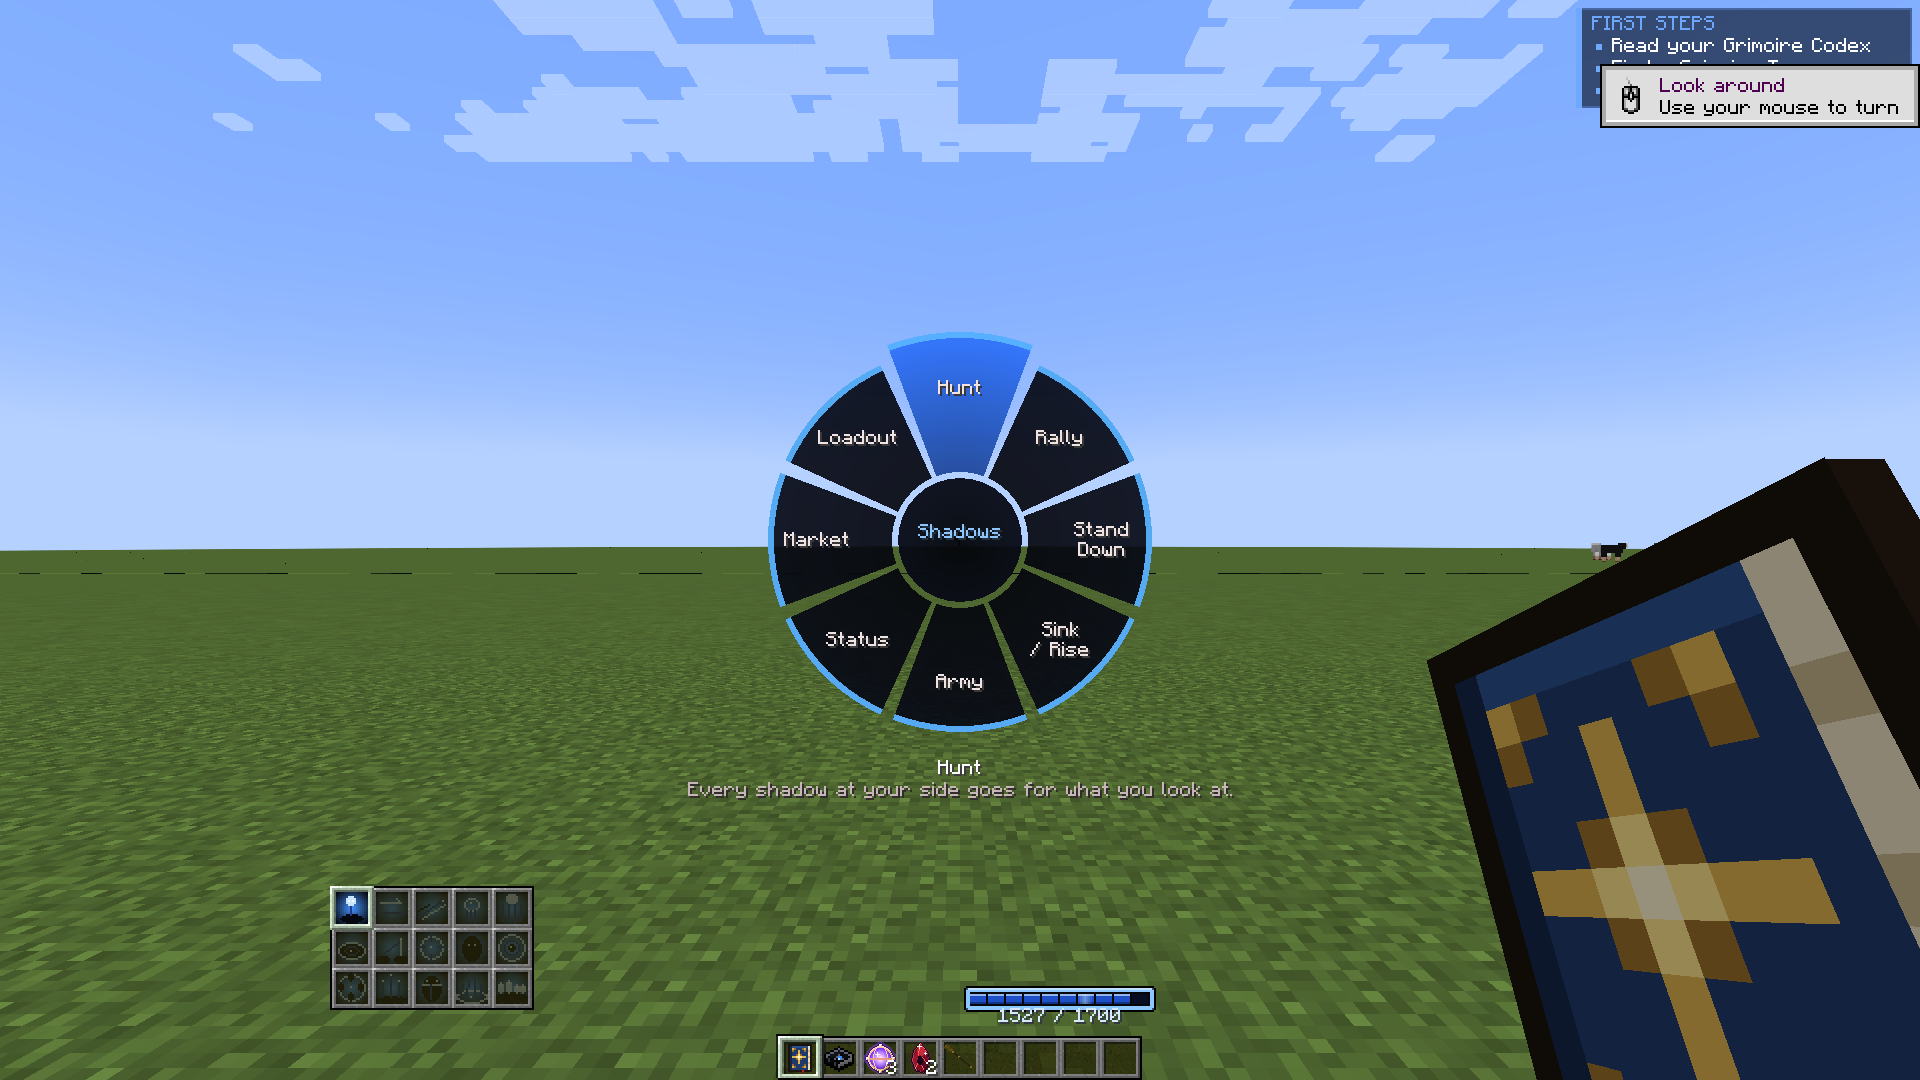 FIRST STEPS
Read your Grimoire Codex
Look around
Use your mouse to turn
Hunt
Loadout
Rally
Shadows
Market
Stand
Down
Status
Sink
/ Rise
Army
Hunt
Every shadow at your side goes for what you look at.
1527 / 1700
3
2